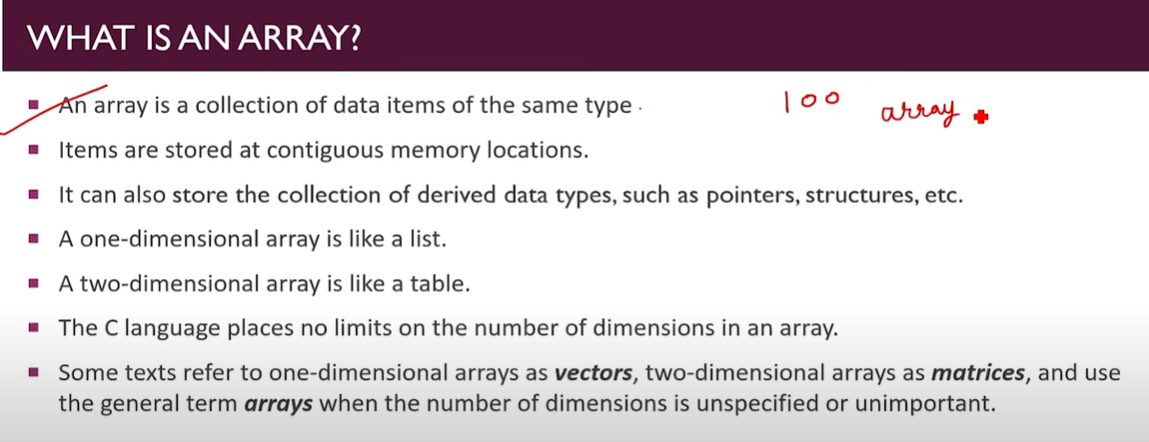 WHAT IS AN ARRAY?
An array is a collection of data items of the same type.
100 array
Items are stored at contiguous memory locations.
It can also store the collection of derived data types, such as pointers, structures, etc.
A one-dimensional array is like a list.
A two-dimensional array is like a table.
The C language places no limits on the number of dimensions in an array.
Some texts refer to one-dimensional arrays as vectors, two-dimensional arrays as matrices, and use
the general term arrays when the number of dimensions is unspecified or unimportant.